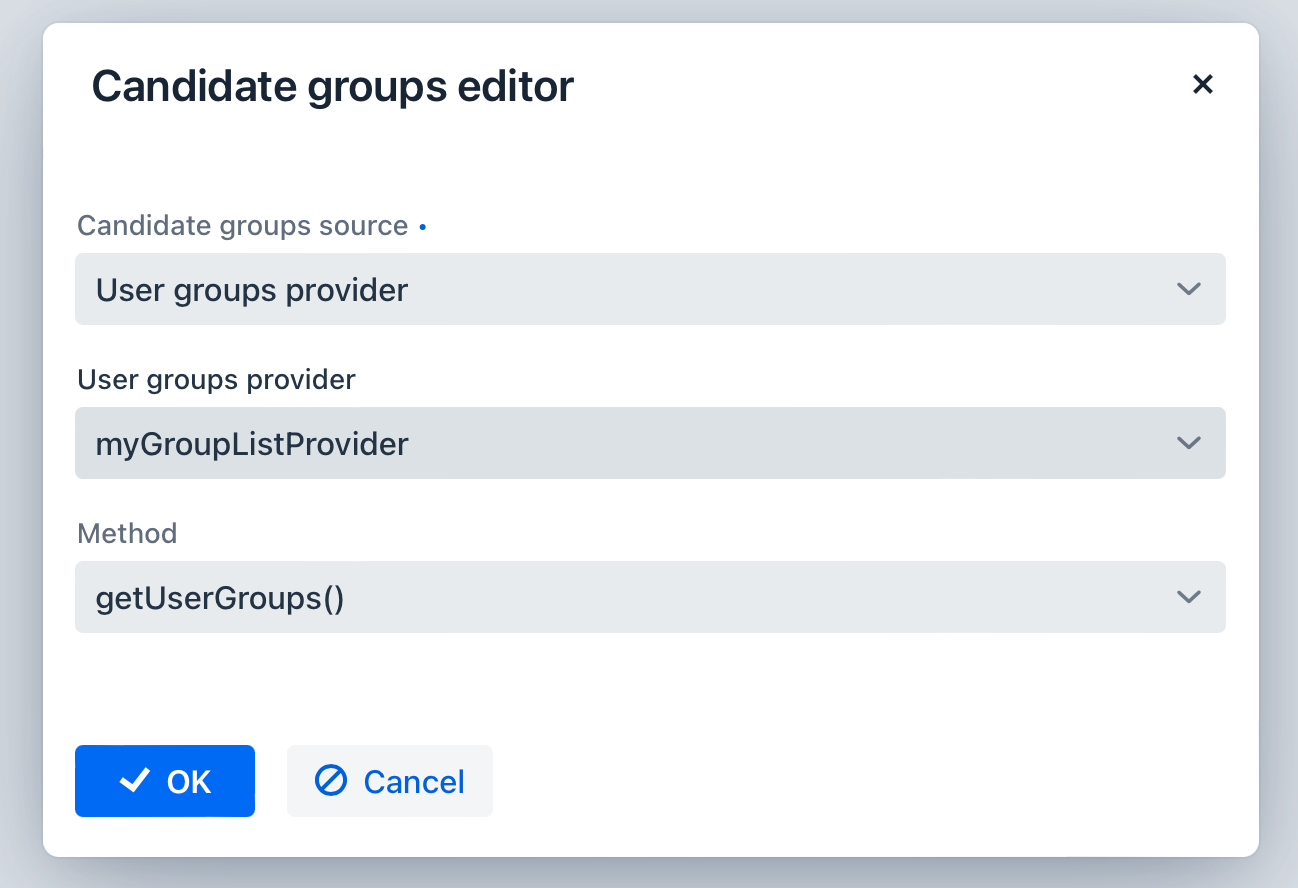 Candidate groups editor
Candidate groups source •
User groups provider
User groups provider
myGroupListProvider
Method
getUserGroups()
OK
Cancel